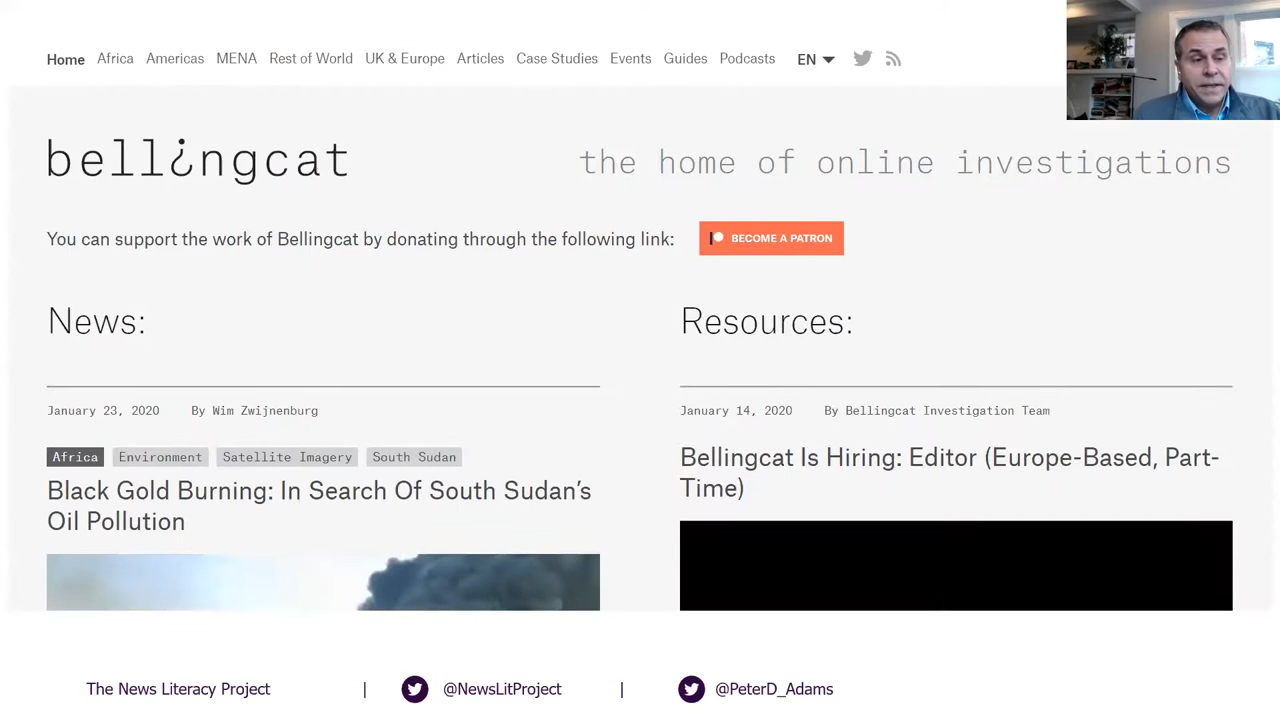 Home Africa Americas MENA Rest of World UK & Europe Articles Case Studies Events Guides Podcasts EN
bell¿ngcat
the home of online investigations
You can support the work of Bellingcat by donating through the following link:
BECOME A PATRON
News:
January 23, 2020 By Wim Zwijnenburg
Africa Environment Satellite Imagery South Sudan
Black Gold Burning: In Search Of South Sudan's
Oil Pollution
Resources:
January 14, 2020 By Bellingcat Investigation Team
Bellingcat Is Hiring: Editor (Europe-Based, Part-
Time)
The News Literacy Project | @NewsLitProject | @PeterD_Adams